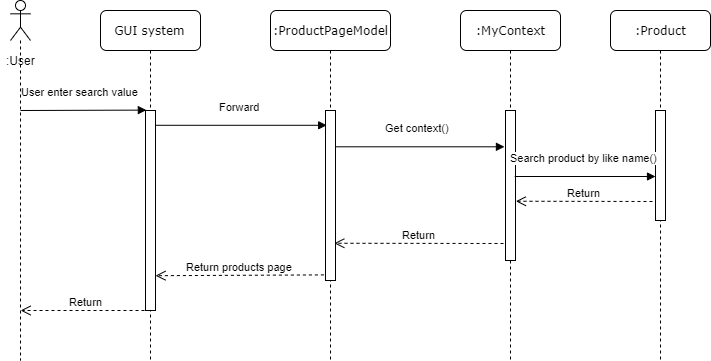 GUI system
:ProductPageModel
:MyContext
:Product
:User
User enter search value
Forward
Get context()
Search product by like name()
Return
Return
Return products page
Return